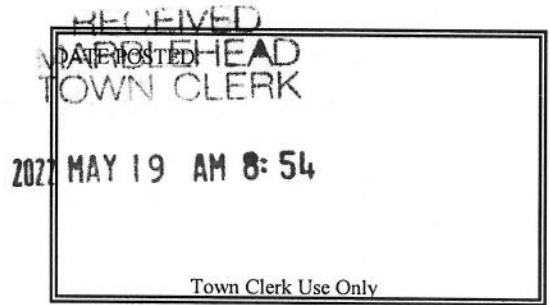 RECEIVED
MARBLEHEAD
DATE POSTED:
TOWN CLERK
2022 MAY 19 AM 8:54
Town Clerk Use Only